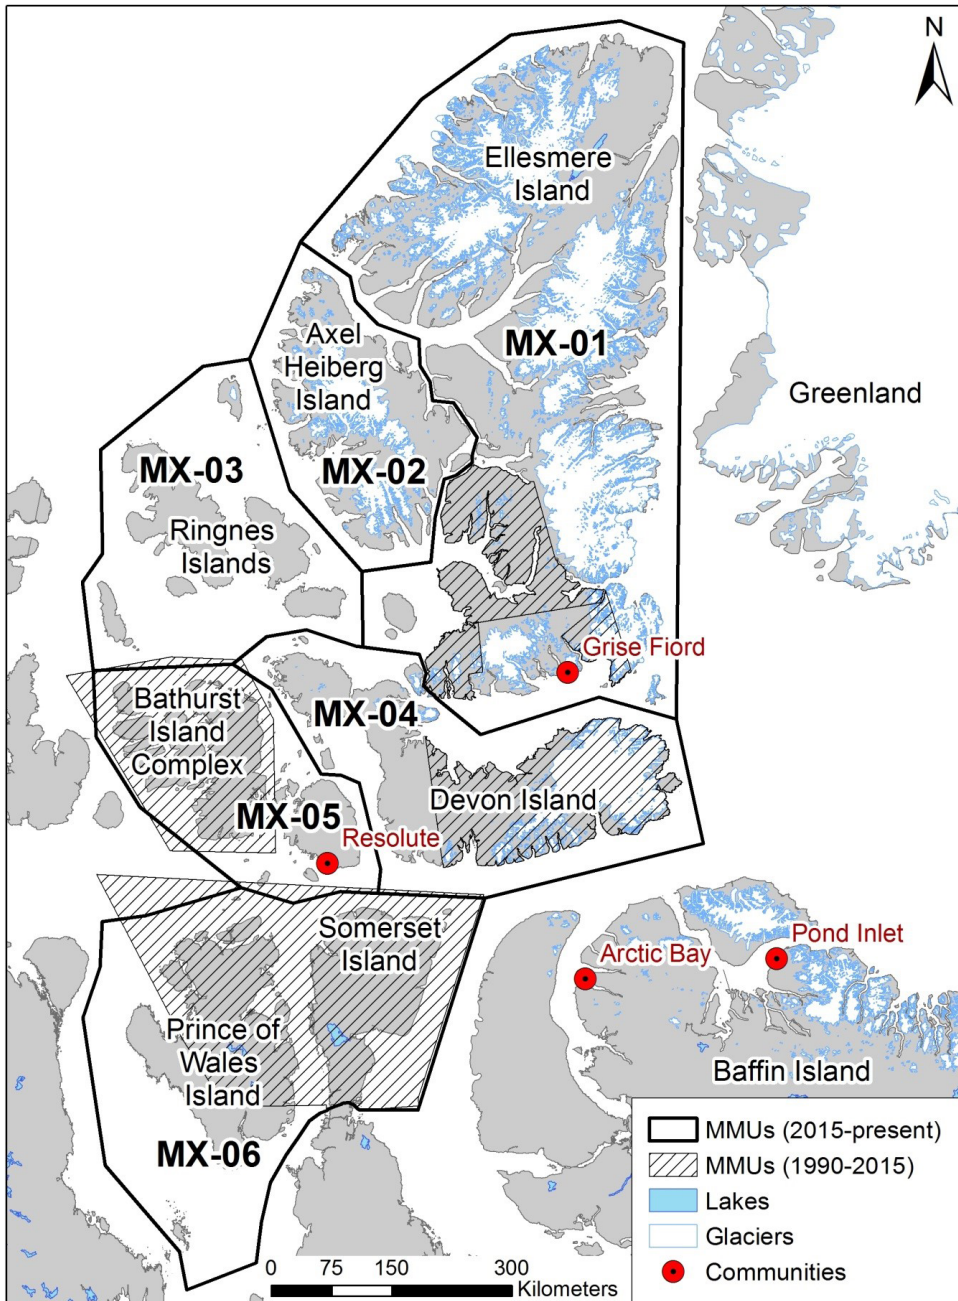 N
Ellesmere
Island
Axel
Heiberg
Island
MX-01
Greenland
MX-02
MX-03
Ringnes
Islands
Grise Fiord
Bathurst
Island
Complex
MX-04
MX-05
Devon Island
Resolute
Somerset
Island
Pond Inlet
Arctic Bay
Prince of
Wales
Island
Baffin Island
MX-06
MMUs (2015-present)
MMUs (1990-2015)
Lakes
Glaciers
Communities
0 75 150 300
Kilometers